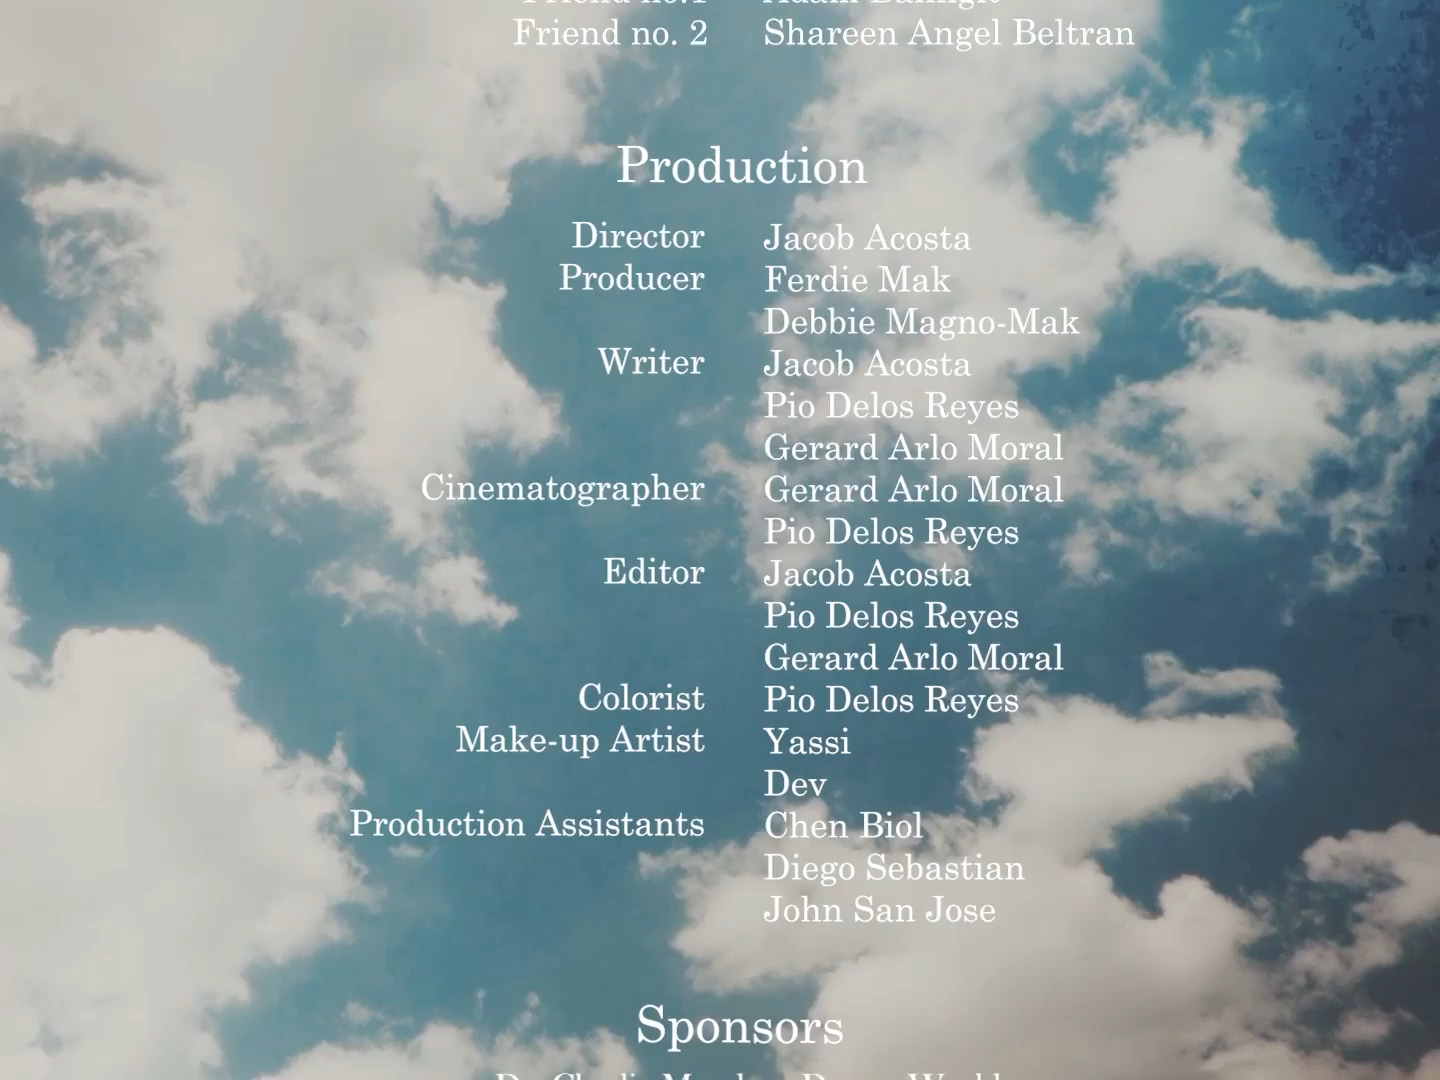 Friend no. 2 Shareen Angel Beltran
Production
Director Jacob Acosta
Producer Ferdie Mak
Debbie Magno-Mak
Writer Jacob Acosta
Pio Delos Reyes
Gerard Arlo Moral
Cinematographer Gerard Arlo Moral
Pio Delos Reyes
Editor Jacob Acosta
Pio Delos Reyes
Gerard Arlo Moral
Colorist Pio Delos Reyes
Make-up Artist Yassi
Dev
Production Assistants Chen Biol
Diego Sebastian
John San Jose
Sponsors